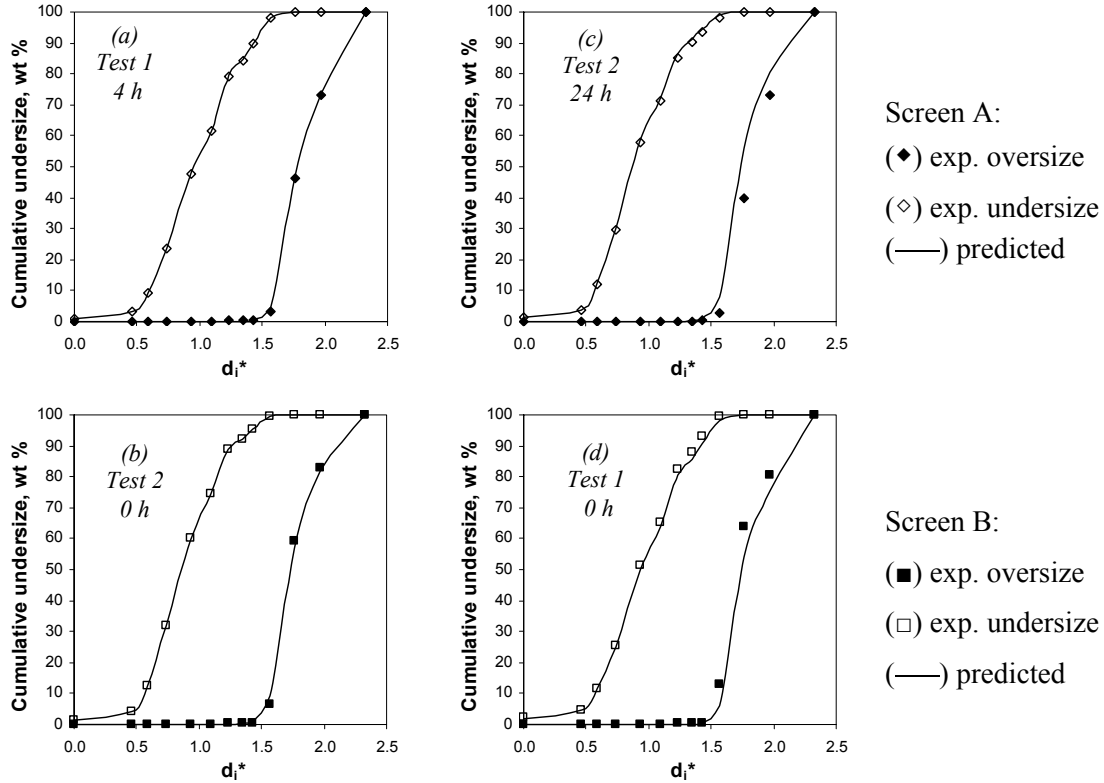 Cumulative undersize, wt %
100
90
80
70
60
50
40
30
20
10
0
(a)
Test 1
4 h
0.0 0.5 1.0 1.5 2.0 2.5
dᵢ*
Cumulative undersize, wt %
100
90
80
70
60
50
40
30
20
10
0
(c)
Test 2
24 h
0.0 0.5 1.0 1.5 2.0 2.5
dᵢ*
Screen A:
(◆) exp. oversize
(◇) exp. undersize
(——) predicted
Cumulative undersize, wt %
100
90
80
70
60
50
40
30
20
10
0
(b)
Test 2
0 h
0.0 0.5 1.0 1.5 2.0 2.5
dᵢ*
Cumulative undersize, wt %
100
90
80
70
60
50
40
30
20
10
0
(d)
Test 1
0 h
0.0 0.5 1.0 1.5 2.0 2.5
dᵢ*
Screen B:
(■) exp. oversize
(□) exp. undersize
(——) predicted